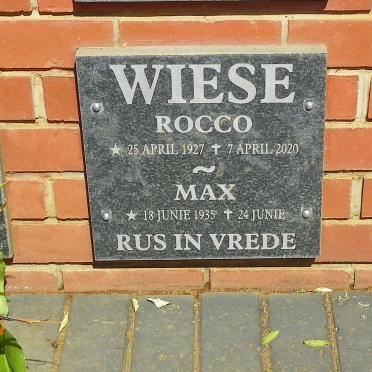 WIESE
ROCCO
★ 25 APRIL 1927 ✝ 7 APRIL 2020
~
MAX
★ 18 JUNIE 1935 ✝ 24 JUNIE
RUS IN VREDE